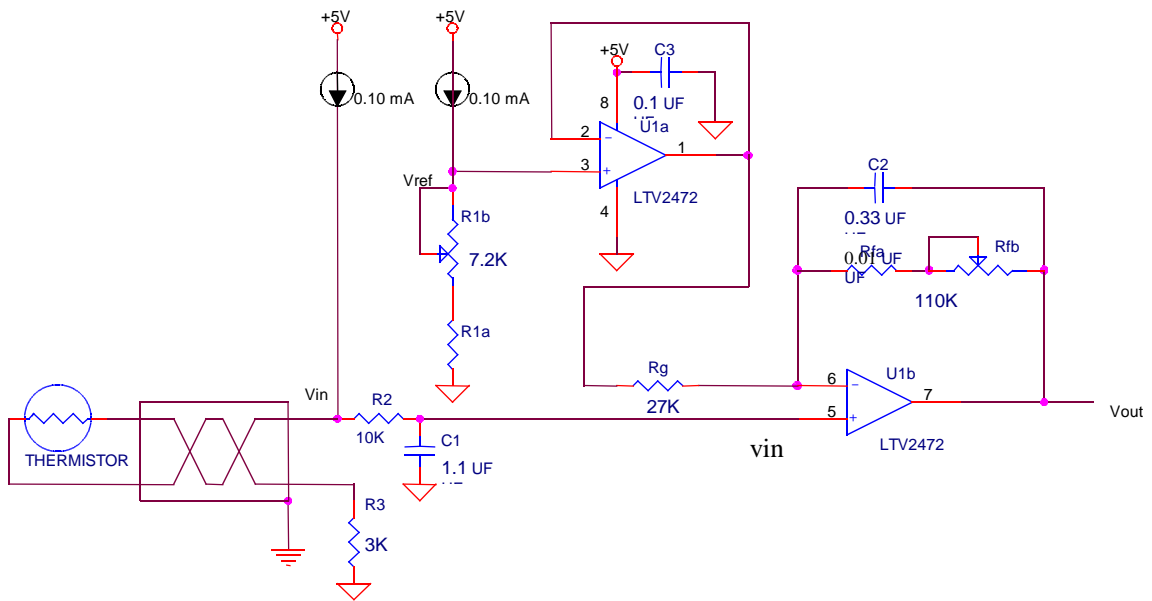 +5V
+5V
0.10 mA
0.10 mA
+5V
C3
0.1 UF
8
U1a
2
−
3
+
1
4
LTV2472
Vref
R1b
7.2K
R1a
C2
0.33 UF
Rfa
Rfb
0.01 UF
UF
110K
Rg
27K
6
−
U1b
7
5
+
LTV2472
Vout
vin
Vin
R2
10K
C1
1.1 UF
THERMISTOR
R3
3K